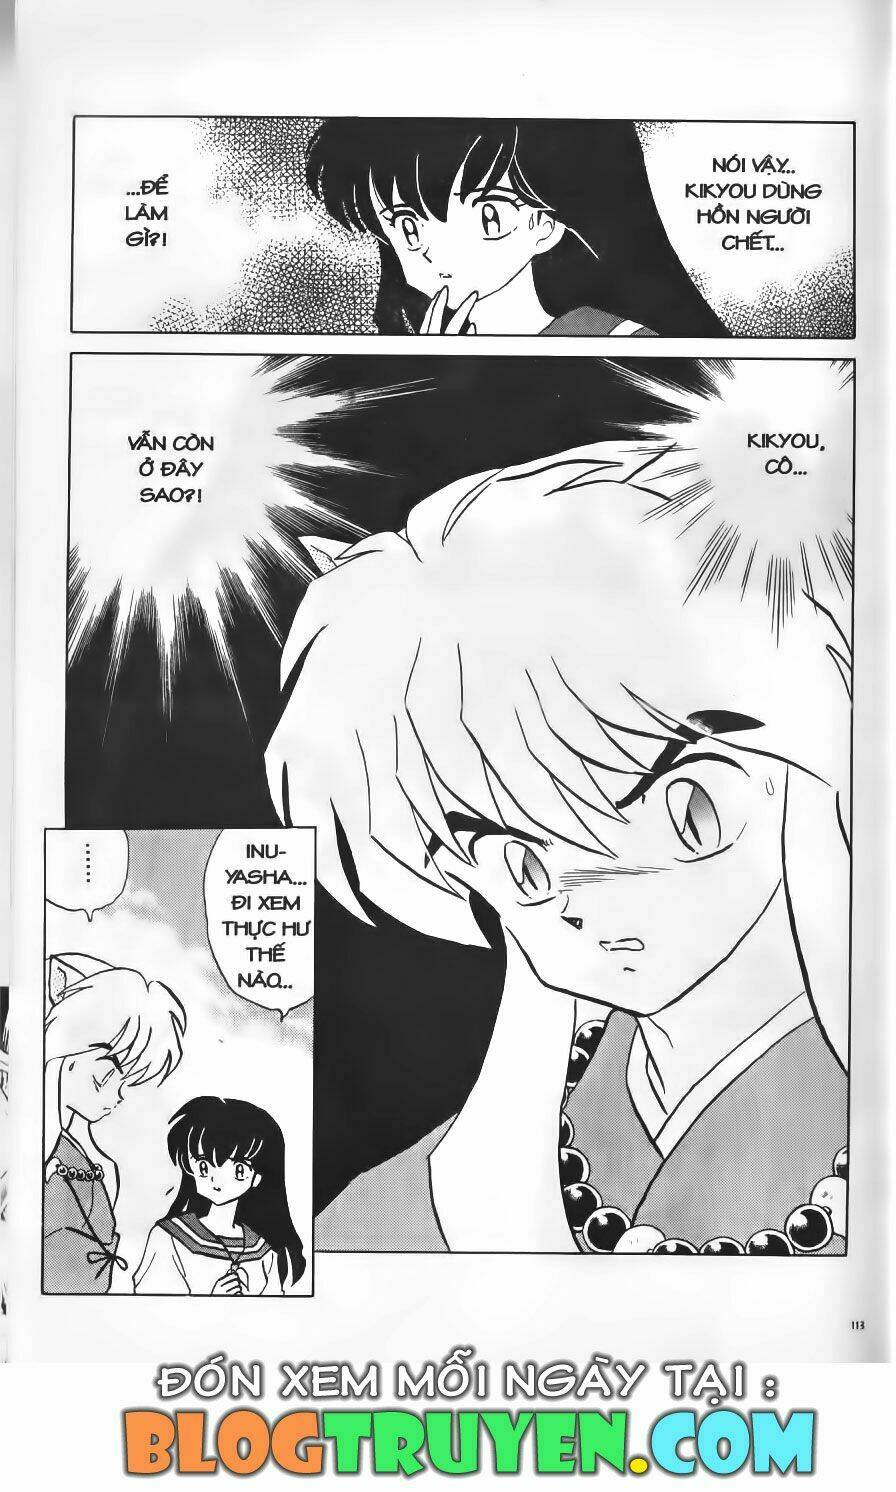 NÓI VẬY...
KIKYOU DÙNG
HỒN NGƯỜI
CHẾT...
...ĐỂ
LÀM
GÌ?!
KIKYOU,
CÔ...
VẪN CÒN
Ở ĐÂY
SAO?!
INU-
YASHA...
ĐI XEM
THỰC HƯ
THẾ
NÀO...
......
113
ĐÓN XEM MỖI NGÀY TẠI :
BLOGTRUYEN.COM